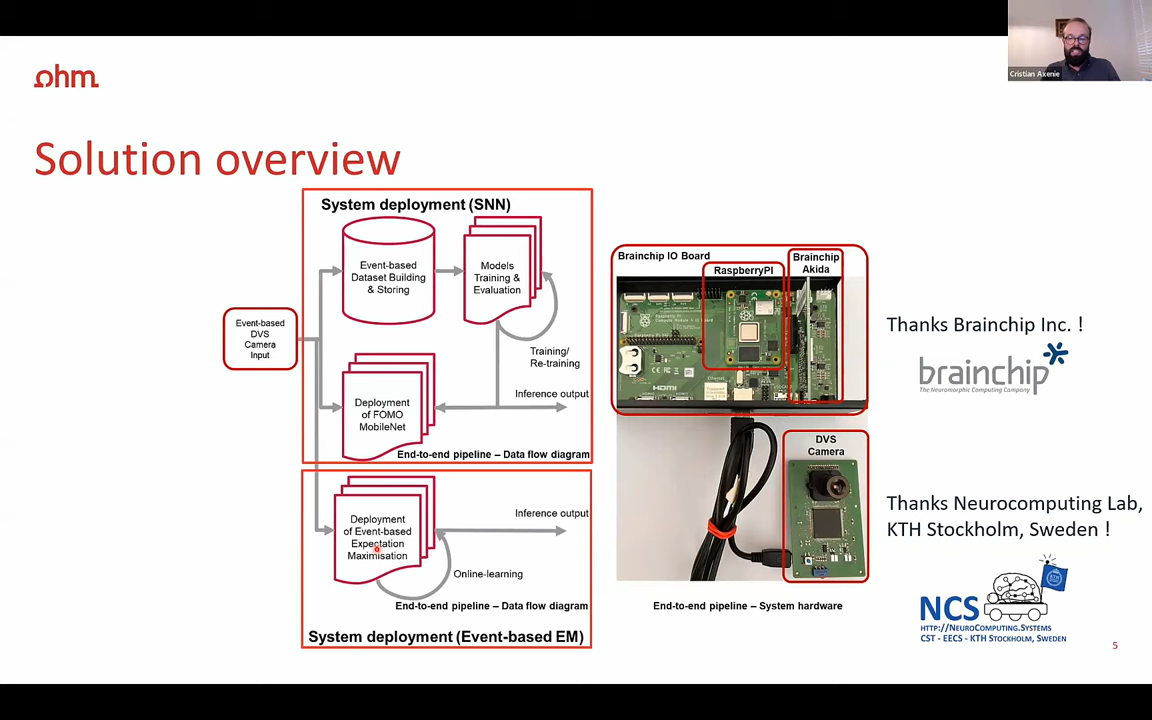 Cristian Axenie
Ωhm
Solution overview
System deployment (SNN)
Event-based
Dataset Building
& Storing
Models
Training &
Evaluation
Event-based
DVS
Camera
Input
Training/
Re-training
Deployment
of FOMO
MobileNet
Inference output
End-to-end pipeline – Data flow diagram
Deployment
of Event-based
Expectation
Maximisation
Inference output
Online-learning
End-to-end pipeline – Data flow diagram
System deployment (Event-based EM)
Brainchip IO Board
RaspberryPI
Brainchip
Akida
HDMI
DVS
Camera
End-to-end pipeline – System hardware
Thanks Brainchip Inc. !
brainchip
The Neuromorphic Computing Company
Thanks Neurocomputing Lab,
KTH Stockholm, Sweden !
NCS
HTTP://NEUROCOMPUTING.SYSTEMS
CST - EECS - KTH STOCKHOLM, SWEDEN
5